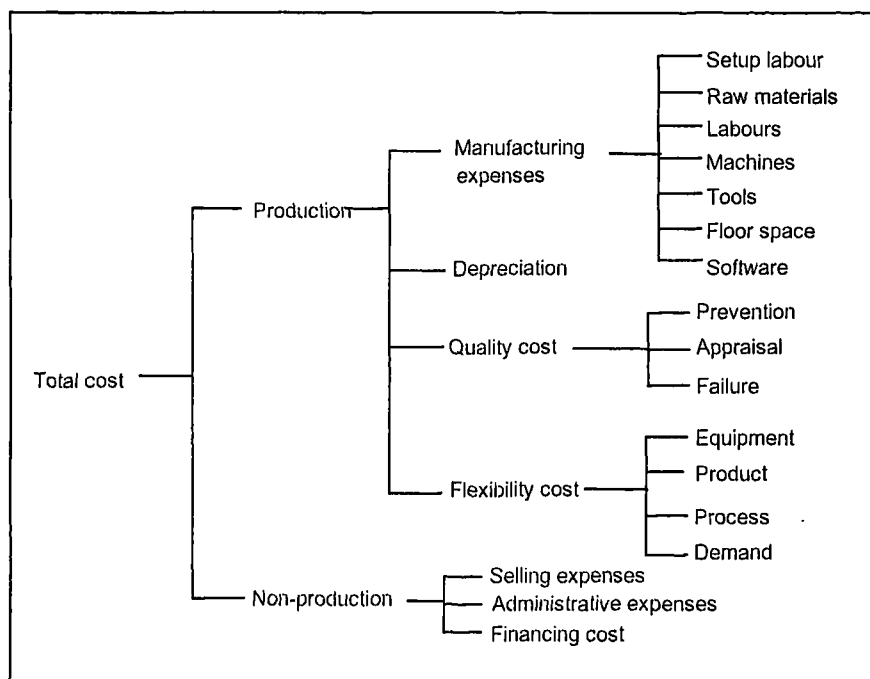 Total cost
Production
Manufacturing
expenses
Setup labour
Raw materials
Labours
Machines
Tools
Floor space
Software
Depreciation
Quality cost
Prevention
Appraisal
Failure
Flexibility cost
Equipment
Product
Process
Demand
Non-production
Selling expenses
Administrative expenses
Financing cost